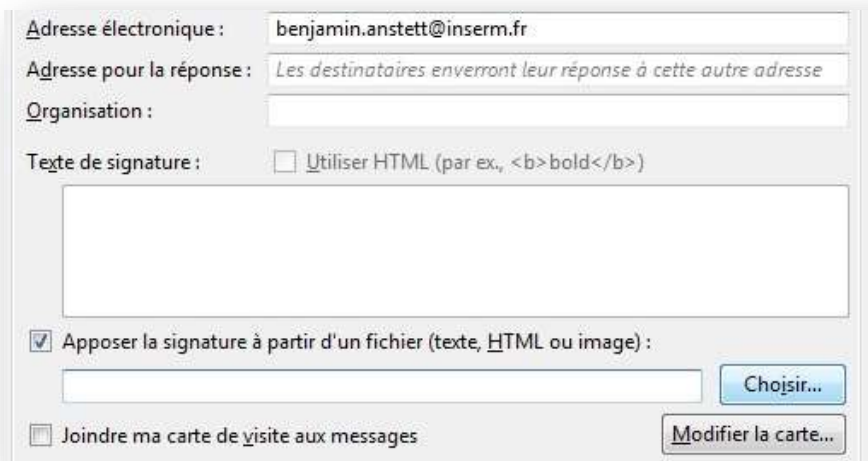 Adresse électronique : benjamin.anstett@inserm.fr
Adresse pour la réponse : Les destinataires enverront leur réponse à cette autre adresse
Organisation :
Texte de signature : Utiliser HTML (par ex., <b>bold</b>)
Apposer la signature à partir d'un fichier (texte, HTML ou image) :
Choisir...
Joindre ma carte de visite aux messages Modifier la carte...